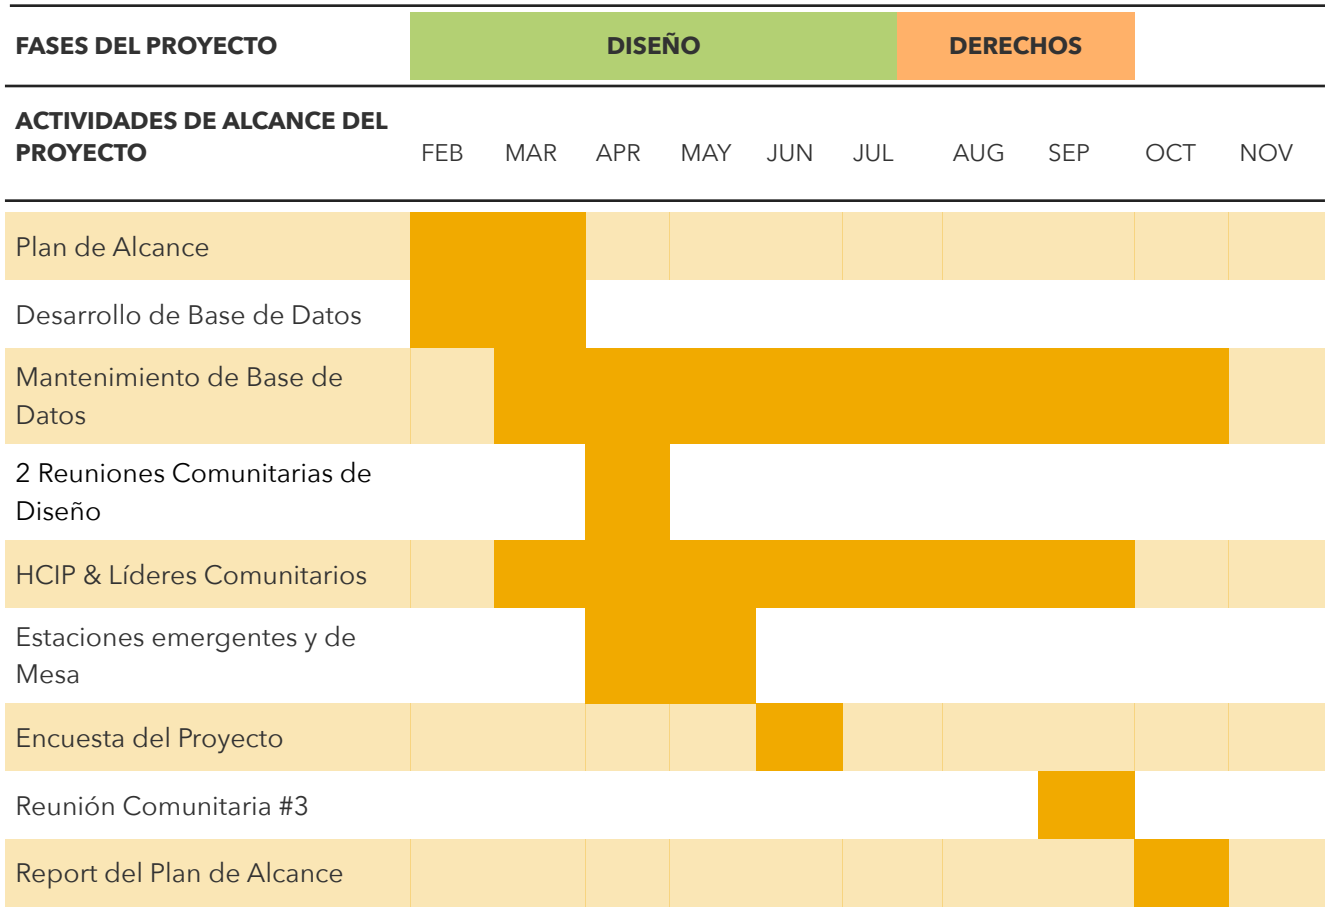 FASES DEL PROYECTO DISEÑO DERECHOS
ACTIVIDADES DE ALCANCE DEL
PROYECTO FEB MAR APR MAY JUN JUL AUG SEP OCT NOV
Plan de Alcance
Desarrollo de Base de Datos
Mantenimiento de Base de
Datos
2 Reuniones Comunitarias de
Diseño
HCIP & Líderes Comunitarios
Estaciones emergentes y de
Mesa
Encuesta del Proyecto
Reunión Comunitaria #3
Report del Plan de Alcance